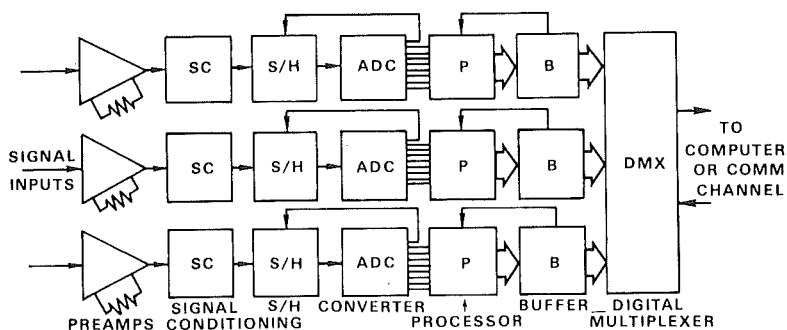 SC S/H ADC P B
SIGNAL INPUTS
SC S/H ADC P B
DMX
TO
COMPUTER
OR COMM
CHANNEL
SC S/H ADC P B
PREAMPS
SIGNAL CONDITIONING
S/H
CONVERTER
PROCESSOR
BUFFER
DIGITAL
MULTIPLEXER